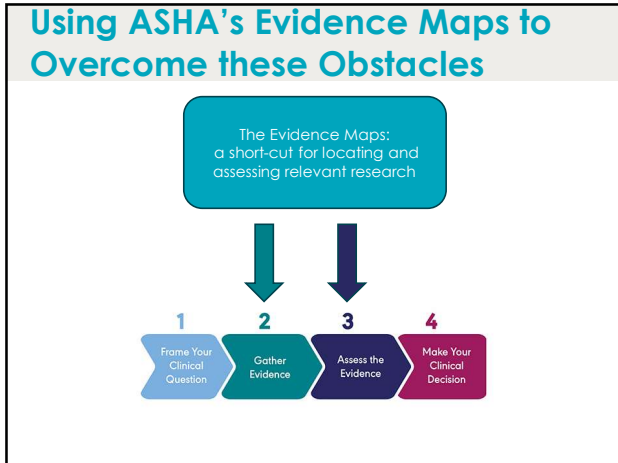 Using ASHA's Evidence Maps to
Overcome these Obstacles
The Evidence Maps:
a short-cut for locating and
assessing relevant research
1
2
3
4
Frame Your
Clinical
Question
Gather
Evidence
Assess the
Evidence
Make Your
Clinical
Decision